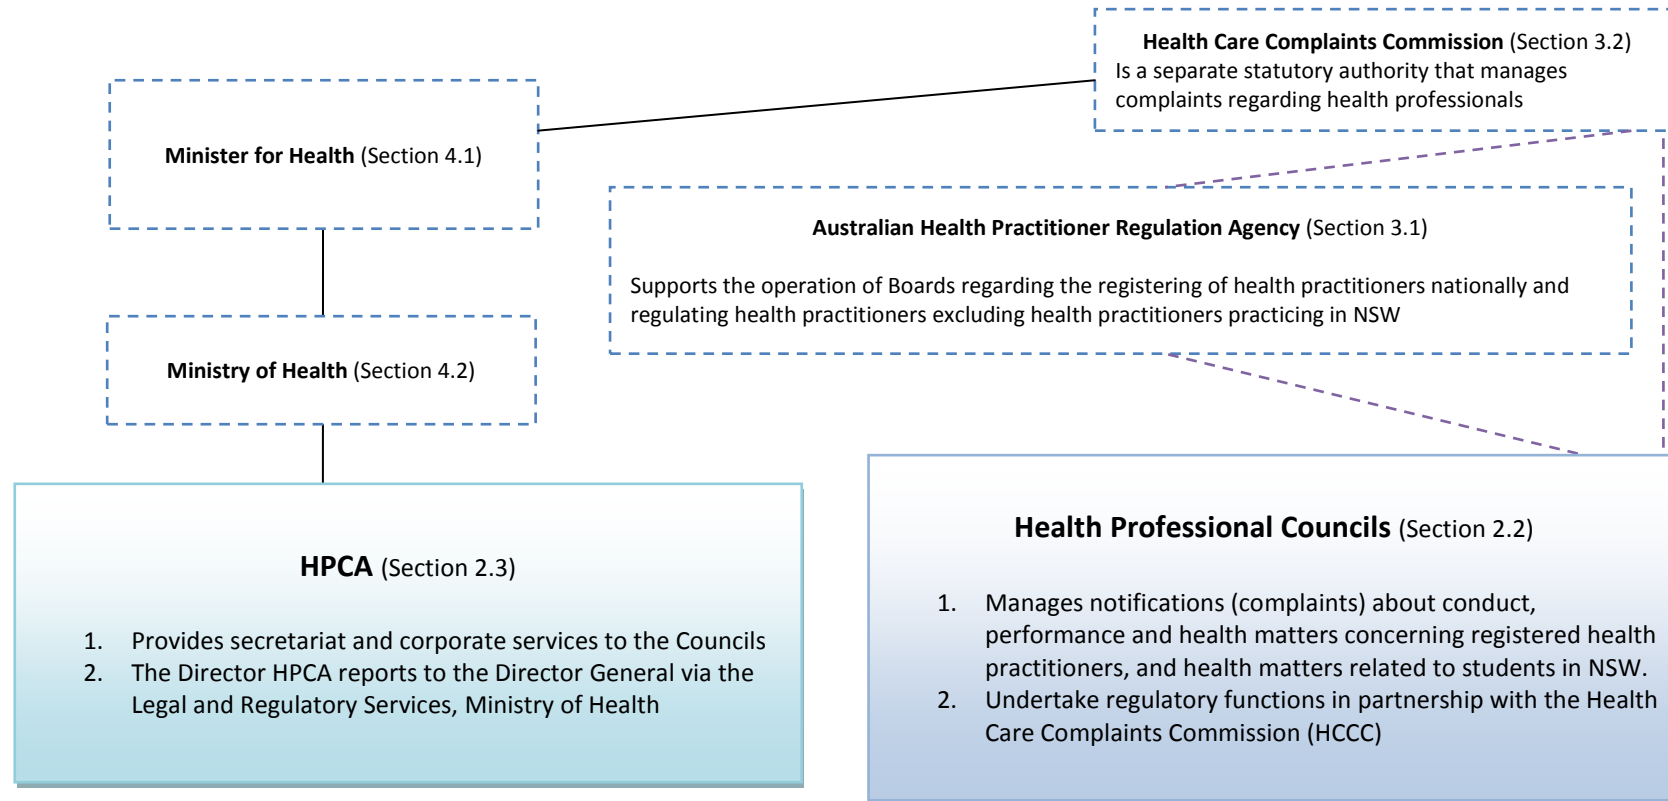 Health Care Complaints Commission (Section 3.2)
Is a separate statutory authority that manages
complaints regarding health professionals
Minister for Health (Section 4.1)
Australian Health Practitioner Regulation Agency (Section 3.1)
Supports the operation of Boards regarding the registering of health practitioners nationally and
regulating health practitioners excluding health practitioners practicing in NSW
Ministry of Health (Section 4.2)
HPCA (Section 2.3)
1. Provides secretariat and corporate services to the Councils
2. The Director HPCA reports to the Director General via the
Legal and Regulatory Services, Ministry of Health
Health Professional Councils (Section 2.2)
1. Manages notifications (complaints) about conduct,
performance and health matters concerning registered health
practitioners, and health matters related to students in NSW.
2. Undertake regulatory functions in partnership with the Health
Care Complaints Commission (HCCC)